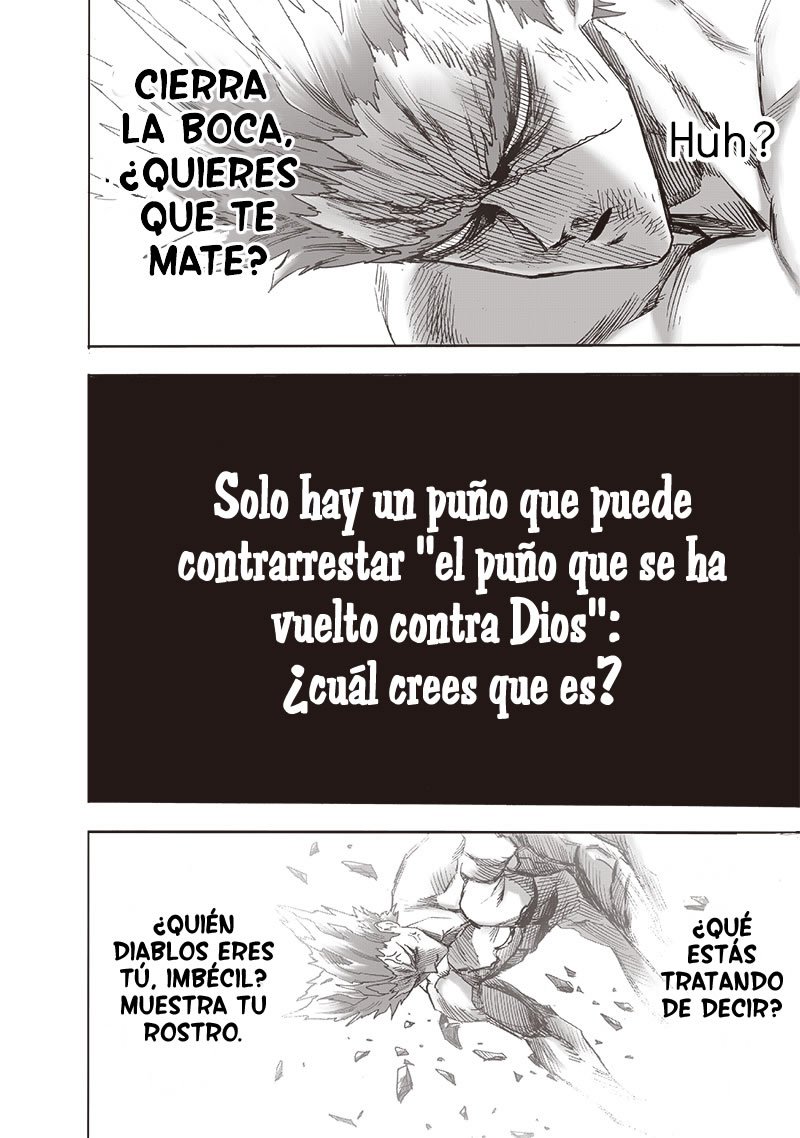 Huh?
CIERRA
LA BOCA,
¿QUIERES
QUE TE
MATE?
Solo hay un puño que puede
contrarrestar "el puño que se ha
vuelto contra Dios":
¿cuál crees que es?
¿QUÉ
ESTÁS
TRATANDO
DE DECIR?
¿QUIÉN
DIABLOS ERES
TÚ, IMBÉCIL?
MUESTRA TU
ROSTRO.